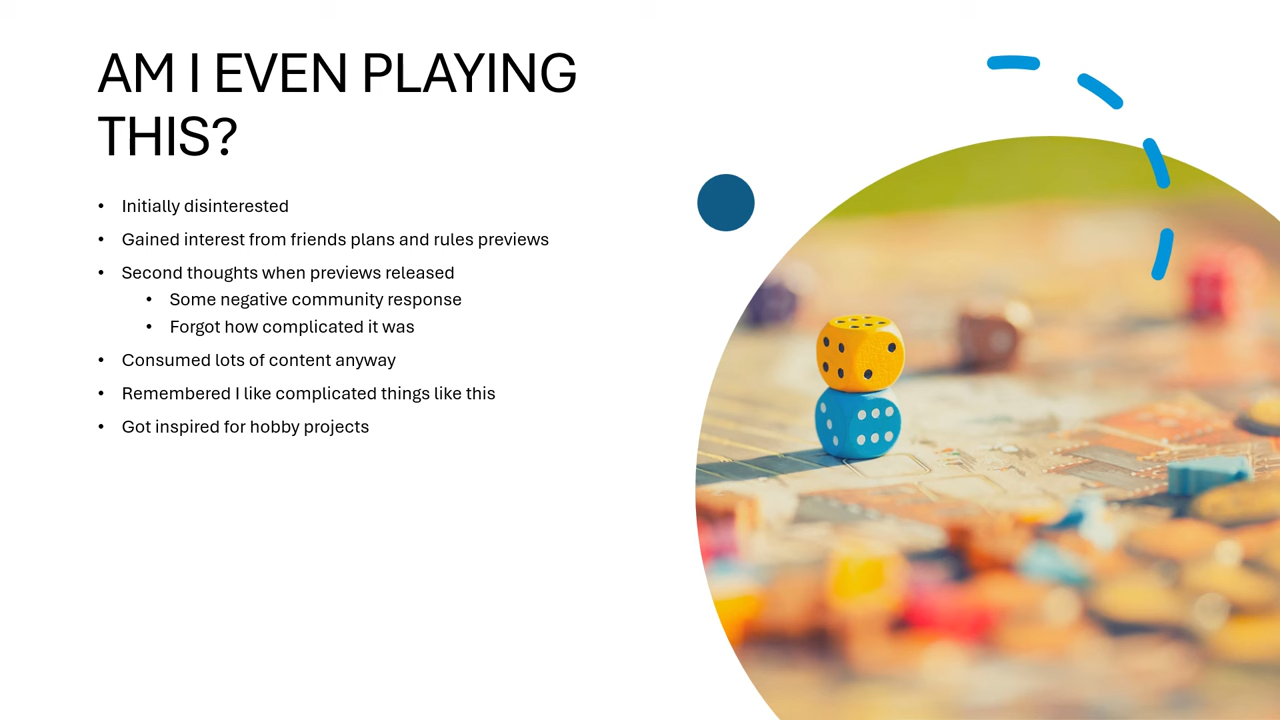 AM I EVEN PLAYING
THIS?
• Initially disinterested
• Gained interest from friends plans and rules previews
• Second thoughts when previews released
• Some negative community response
• Forgot how complicated it was
• Consumed lots of content anyway
• Remembered I like complicated things like this
• Got inspired for hobby projects